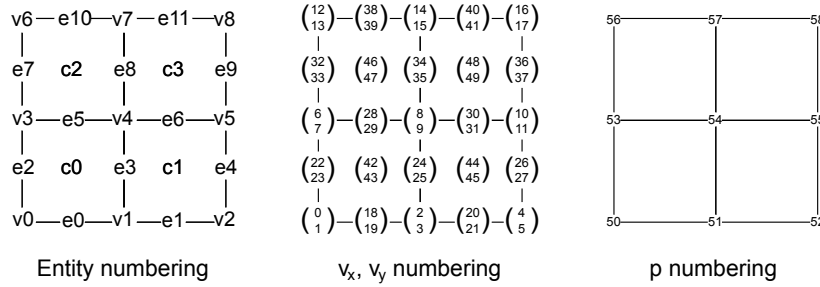 v6 e10 v7 e11 v8
e7 c2 e8 c3 e9
v3 e5 v4 e6 v5
e2 c0 e3 c1 e4
v0 e0 v1 e1 v2
Entity numbering
12 38 14 40 16
13 39 15 41 17
32 46 34 48 36
33 47 35 49 37
6 28 8 30 10
7 29 9 31 11
22 42 24 44 26
23 43 25 45 27
0 18 2 20 4
1 19 3 21 5
vx, vy numbering
56 57 58
53 54 55
50 51 52
p numbering